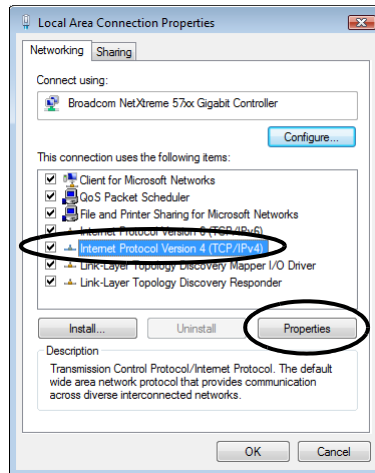 Local Area Connection Properties
Networking
Sharing
Connect using:
Broadcom NetXtreme 57xx Gigabit Controller
Configure...
This connection uses the following items:
Client for Microsoft Networks
QoS Packet Scheduler
File and Printer Sharing for Microsoft Networks
Internet Protocol Version 6 (TCP/IPv6)
Internet Protocol Version 4 (TCP/IPv4)
Link-Layer Topology Discovery Mapper I/O Driver
Link-Layer Topology Discovery Responder
Install...
Uninstall
Properties
Description
Transmission Control Protocol/Internet Protocol. The default
wide area network protocol that provides communication
across diverse interconnected networks.
OK
Cancel